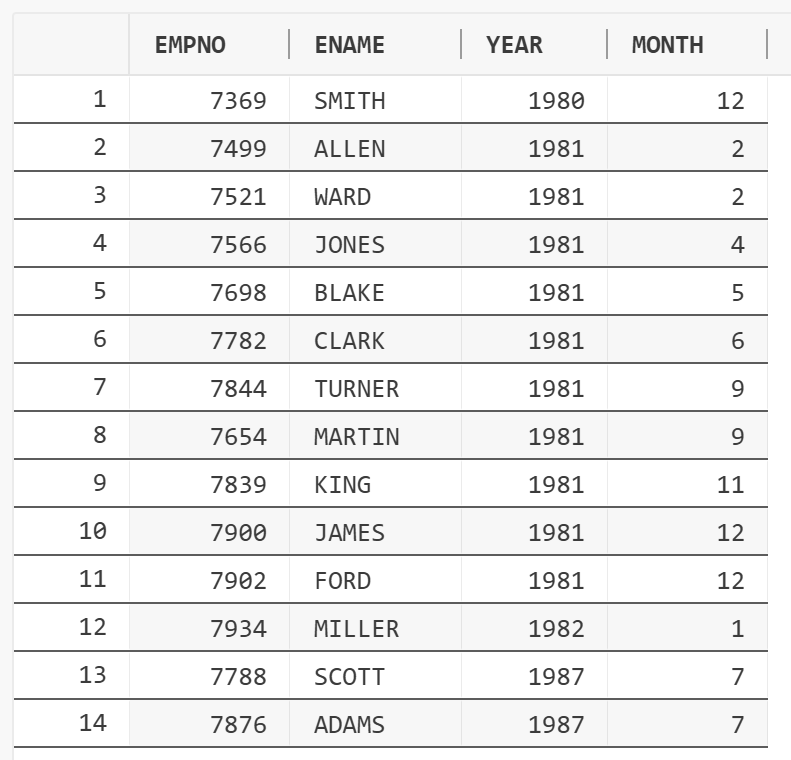 EMPNO ENAME YEAR MONTH
1 7369 SMITH 1980 12
2 7499 ALLEN 1981 2
3 7521 WARD 1981 2
4 7566 JONES 1981 4
5 7698 BLAKE 1981 5
6 7782 CLARK 1981 6
7 7844 TURNER 1981 9
8 7654 MARTIN 1981 9
9 7839 KING 1981 11
10 7900 JAMES 1981 12
11 7902 FORD 1981 12
12 7934 MILLER 1982 1
13 7788 SCOTT 1987 7
14 7876 ADAMS 1987 7